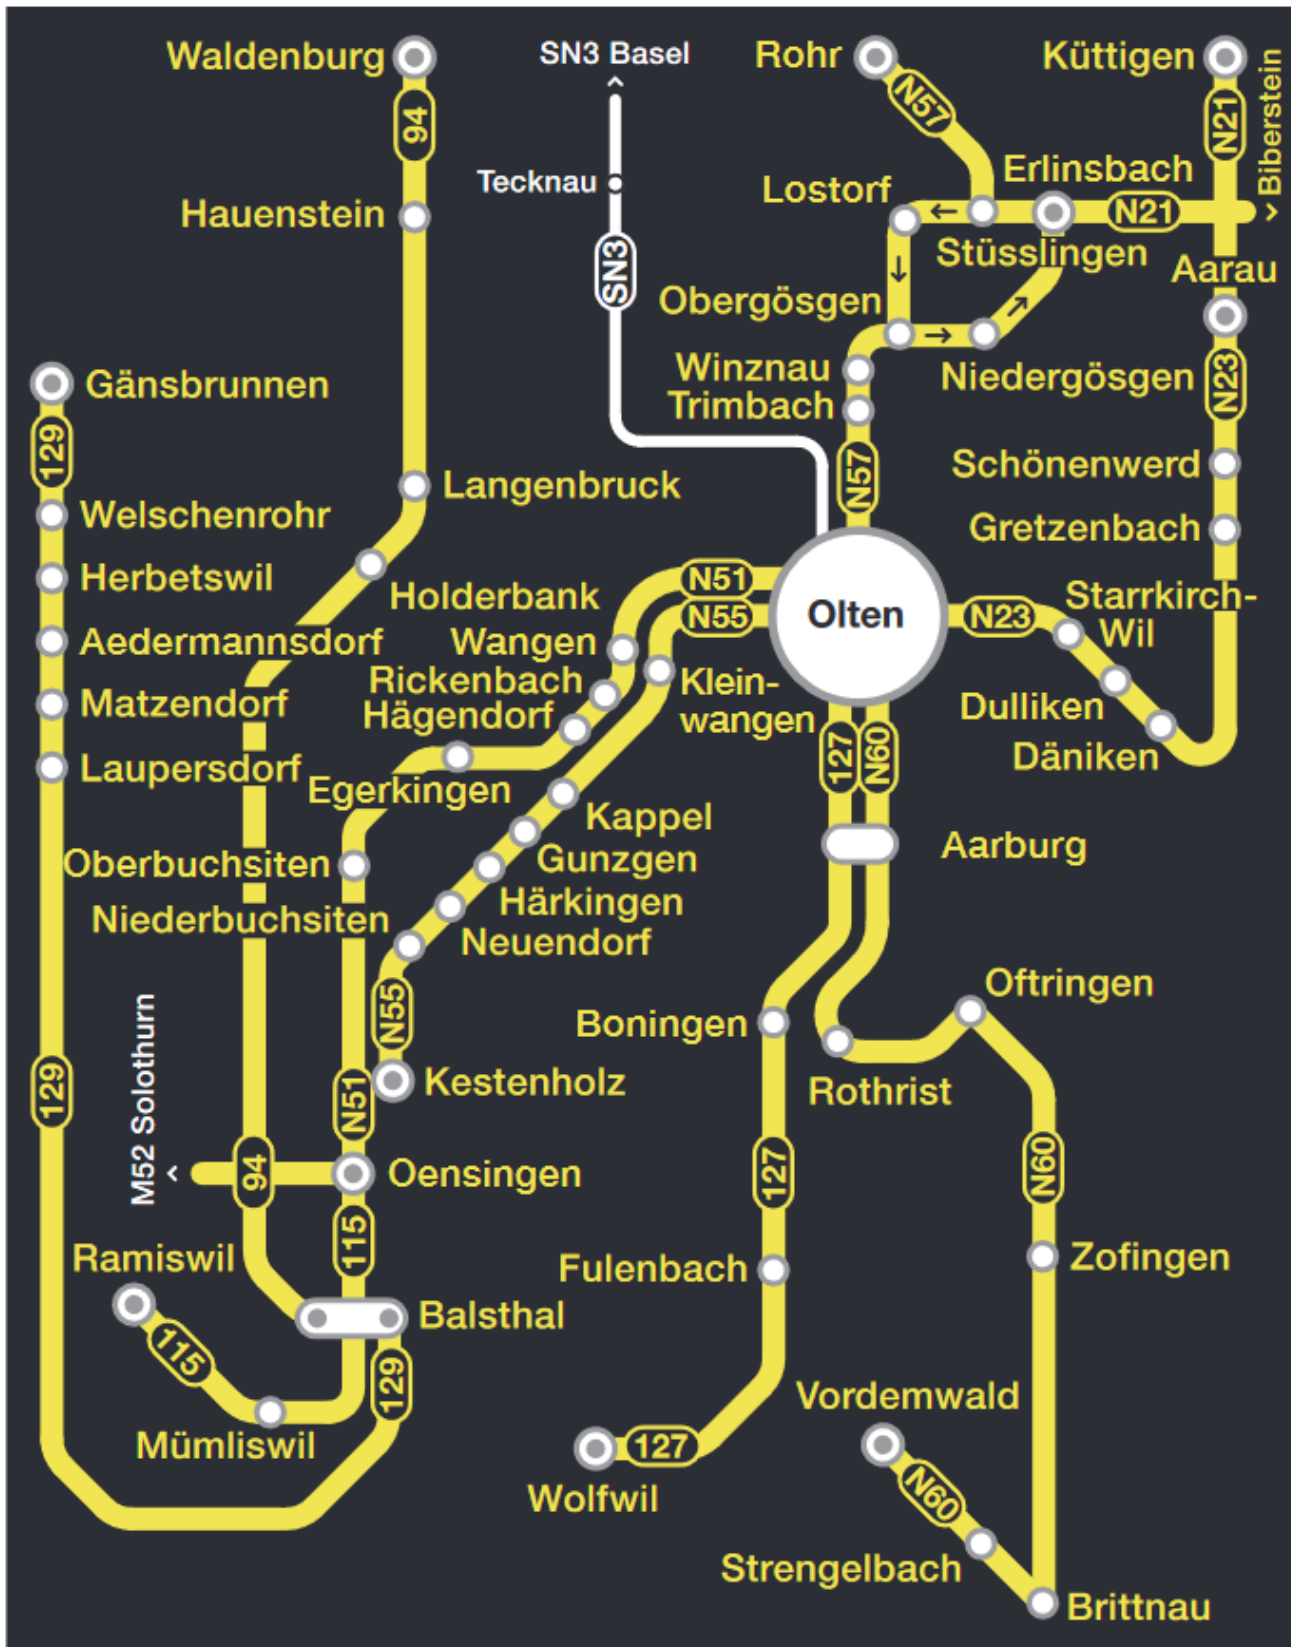 Waldenburg
SN3 Basel
Rohr
Küttigen
94
N57
N21
Biberstein
Tecknau
Erlinsbach
Lostorf
Hauenstein
N21
SN3
Stüsslingen
Aarau
Obergösgen
Winznau
Niedergösgen
N23
Gänsbrunnen
Trimbach
129
N57
Schönenwerd
Langenbruck
Welschenrohr
Gretzenbach
Herbetswil
Holderbank
N51
Olten
N55
N23
Starrkirch-
Wil
Aedermannsdorf
Wangen
Rickenbach
Klein-
wangen
Matzendorf
Hägendorf
Dulliken
Däniken
127
N60
Laupersdorf
Egerkingen
Kappel
Aarburg
Oberbuchsiten
Gunzgen
Niederbuchsiten
Härkingen
Neuendorf
Oftringen
N55
Boningen
M52 Solothurn
129
N51
Kestenholz
Rothrist
94
Oensingen
127
N60
115
Ramiswil
Fulenbach
Zofingen
Balsthal
115
129
Vordemwald
Mümliswil
127
Wolfwil
N60
Strengelbach
Brittnau